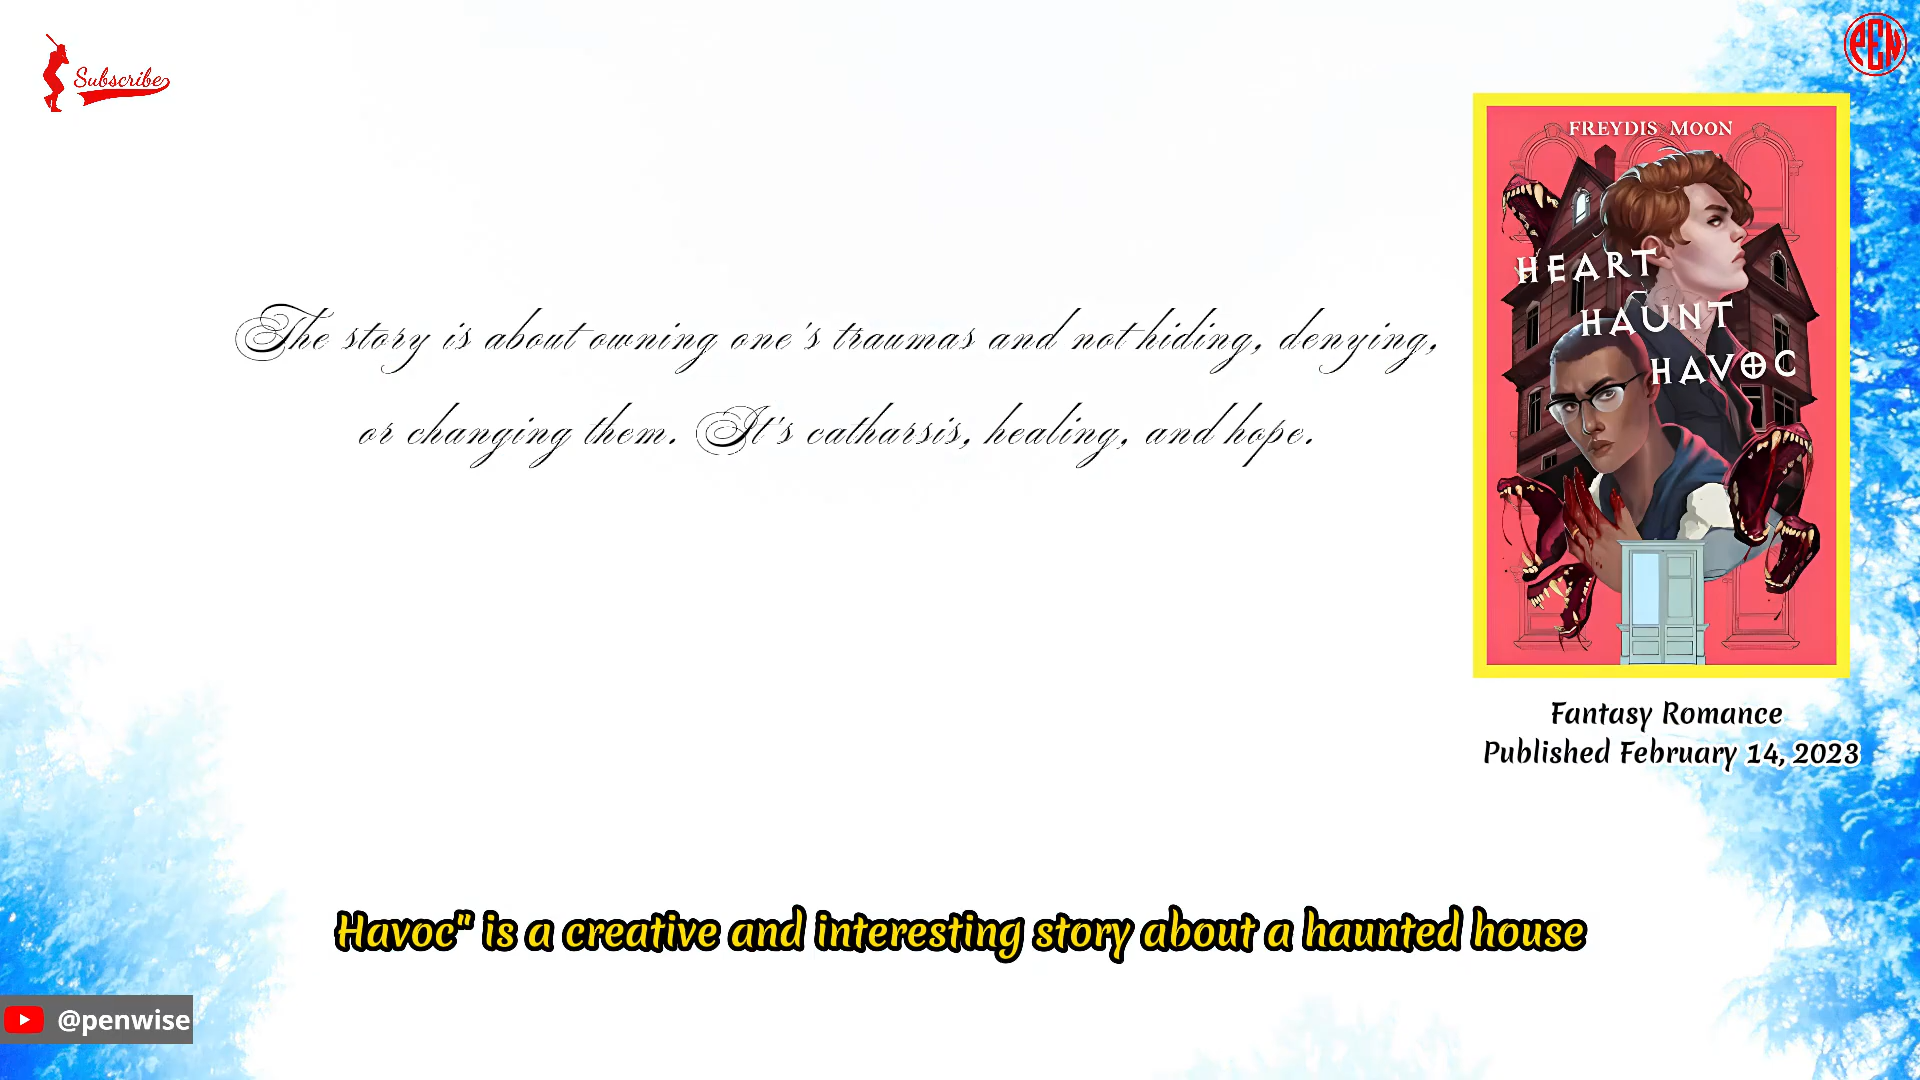 Subscribe
PEN
FREYDIS MOON
HEART
HAUNT
HAVOC
The story is about owning one's traumas and not hiding, denying,
or changing them. It's catharsis, healing, and hope.
Fantasy Romance
Published February 14, 2023
Havoc" is a creative and interesting story about a haunted house
@penwise